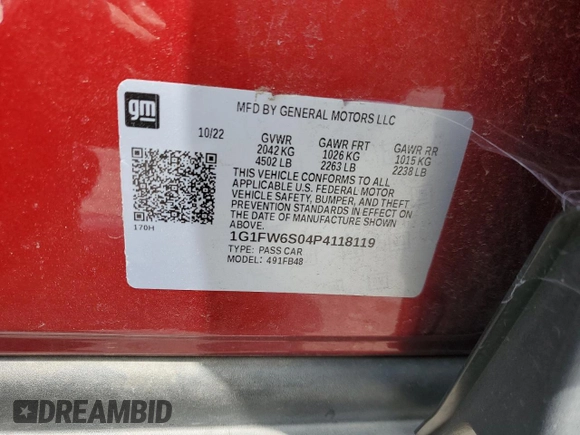 gm
MFD BY GENERAL MOTORS LLC
10/22 GVWR GAWR FRT GAWR RR
2042 KG 1026 KG 1015 KG
4502 LB 2263 LB 2238 LB
THIS VEHICLE CONFORMS TO ALL
APPLICABLE U.S. FEDERAL MOTOR
VEHICLE SAFETY, BUMPER, AND THEFT
PREVENTION STANDARDS IN EFFECT ON
THE DATE OF MANUFACTURE SHOWN
ABOVE.
170H
1G1FW6S04P4118119
TYPE: PASS CAR
MODEL: 491FB48
DREAMBID